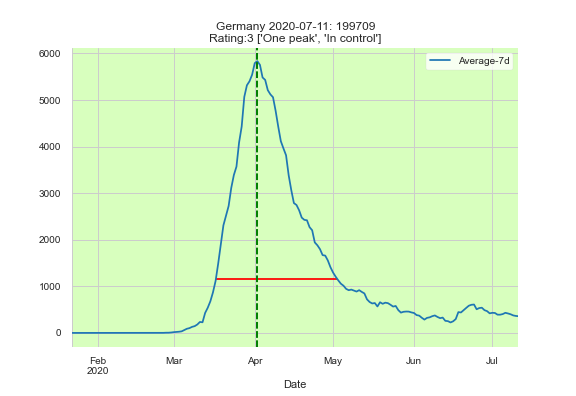 Germany 2020-07-11: 199709
Rating:3 ['One peak', 'In control']
Average-7d
6000
5000
4000
3000
2000
1000
0
Feb Mar Apr May Jun Jul
2020
Date